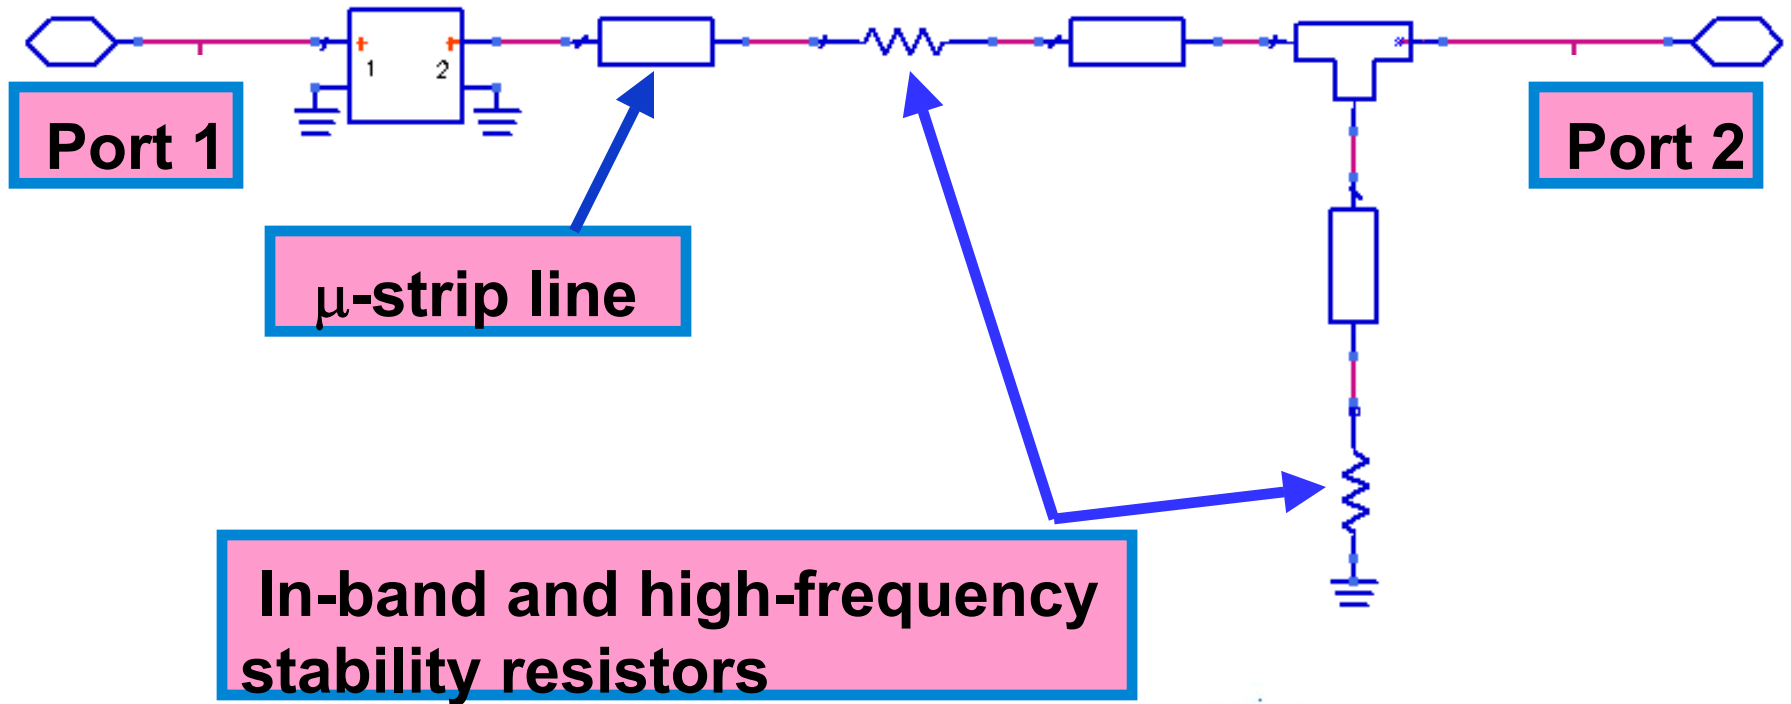 1 2
Port 1
Port 2
μ-strip line
In-band and high-frequency
stability resistors